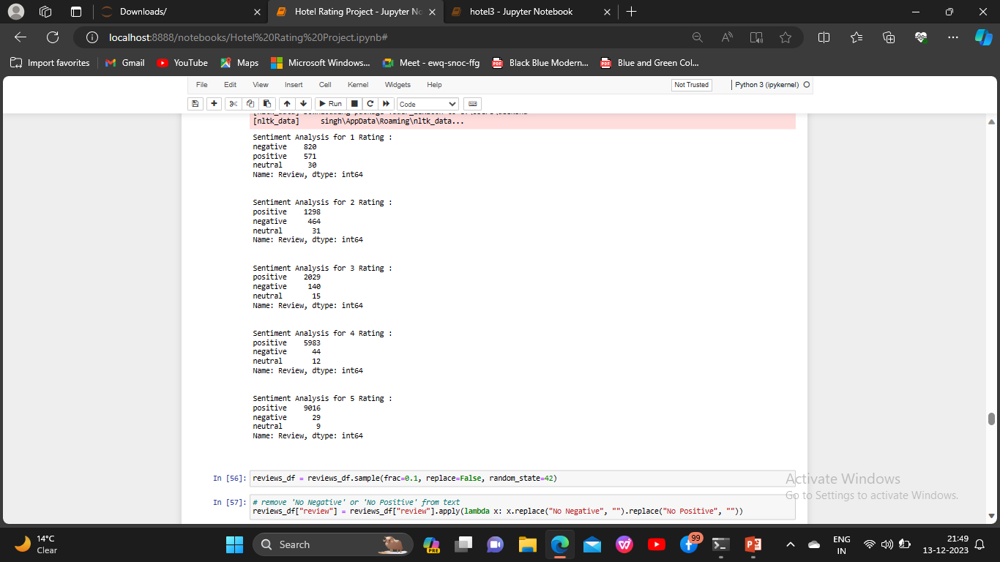 Downloads/
Hotel Rating Project - Jupyter No
hotel3 - Jupyter Notebook
localhost:8888/notebooks/Hotel%20Rating%20Project.ipynb#
Import favorites
Gmail
YouTube
Maps
Microsoft Windows...
Meet - ewq-snoc-ffg
Black Blue Modern...
Blue and Green Col...
File Edit View Insert Cell Kernel Widgets Help
Not Trusted
Python 3 (ipykernel)
Run
Code
[nltk_data]     singh\AppData\Roaming\nltk_data...
Sentiment Analysis for 1 Rating :
negative    820
positive    571
neutral      30
Name: Review, dtype: int64
Sentiment Analysis for 2 Rating :
positive    1298
negative     464
neutral       31
Name: Review, dtype: int64
Sentiment Analysis for 3 Rating :
positive    2029
negative     140
neutral       15
Name: Review, dtype: int64
Sentiment Analysis for 4 Rating :
positive    5983
negative      44
neutral       12
Name: Review, dtype: int64
Sentiment Analysis for 5 Rating :
positive    9016
negative      29
neutral        9
Name: Review, dtype: int64
In [56]: reviews_df = reviews_df.sample(frac=0.1, replace=False, random_state=42)
In [57]: # remove 'No Negative' or 'No Positive' from text
reviews_df["review"] = reviews_df["review"].apply(lambda x: x.replace("No Negative", "").replace("No Positive", ""))
Activate Windows
Go to Settings to activate Windows.
14°C
Clear
Search
PRE
99
ENG
IN
21:49
13-12-2023